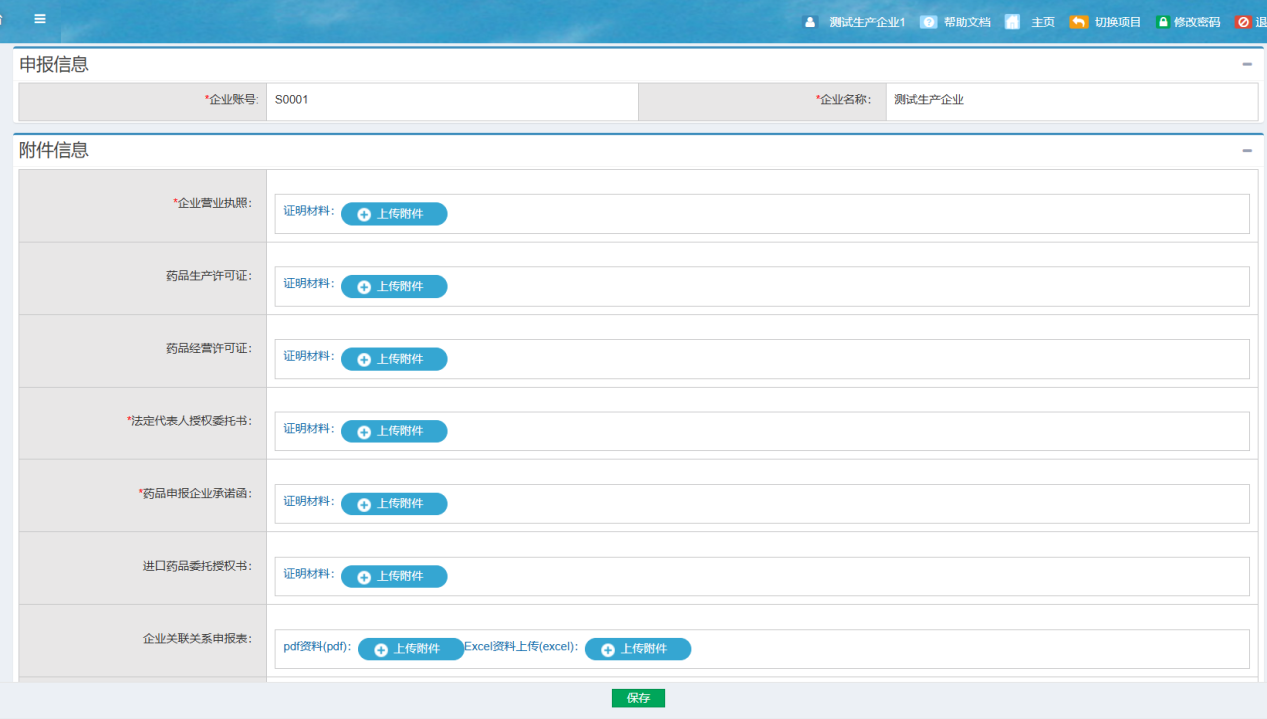 测试生产企业1 帮助文档 主页 切换项目 修改密码
申报信息
*企业账号: S0001 *企业名称: 测试生产企业
附件信息
*企业营业执照: 证明材料: 上传附件
药品生产许可证: 证明材料: 上传附件
药品经营许可证: 证明材料: 上传附件
*法定代表人授权委托书: 证明材料: 上传附件
*药品申报企业承诺函: 证明材料: 上传附件
进口药品委托授权书: 证明材料: 上传附件
企业关联关系申报表: pdf资料(pdf): 上传附件 Excel资料上传(excel): 上传附件
保存